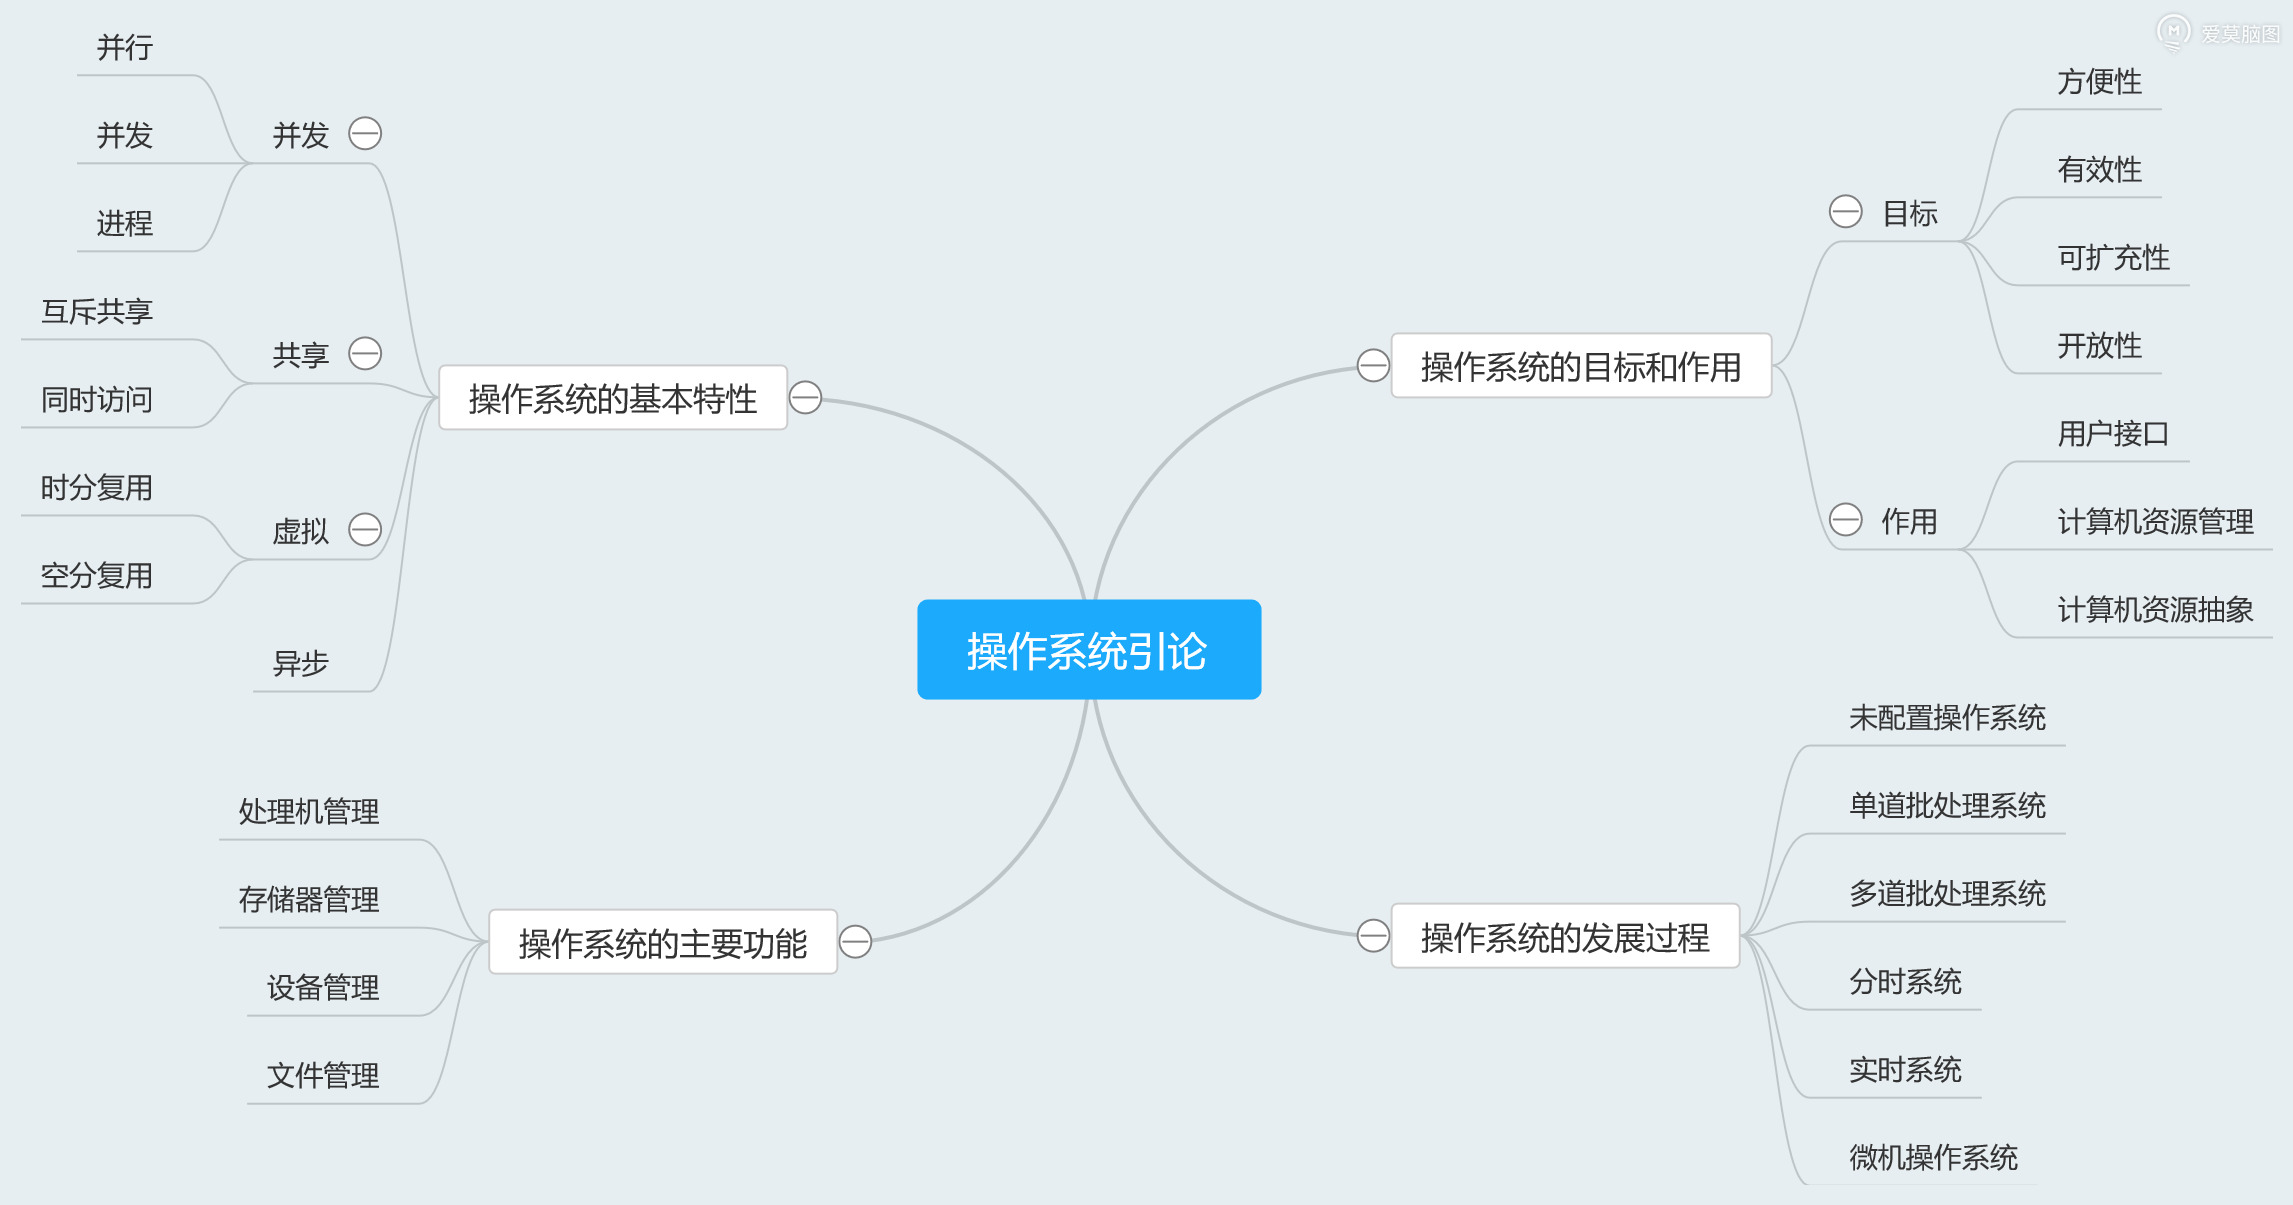 爱莫脑图
操作系统引论
操作系统的目标和作用
目标
方便性
有效性
可扩充性
开放性
作用
用户接口
计算机资源管理
计算机资源抽象
操作系统的发展过程
未配置操作系统
单道批处理系统
多道批处理系统
分时系统
实时系统
微机操作系统
操作系统的基本特性
并发
并行
并发
进程
共享
互斥共享
同时访问
虚拟
时分复用
空分复用
异步
操作系统的主要功能
处理机管理
存储器管理
设备管理
文件管理